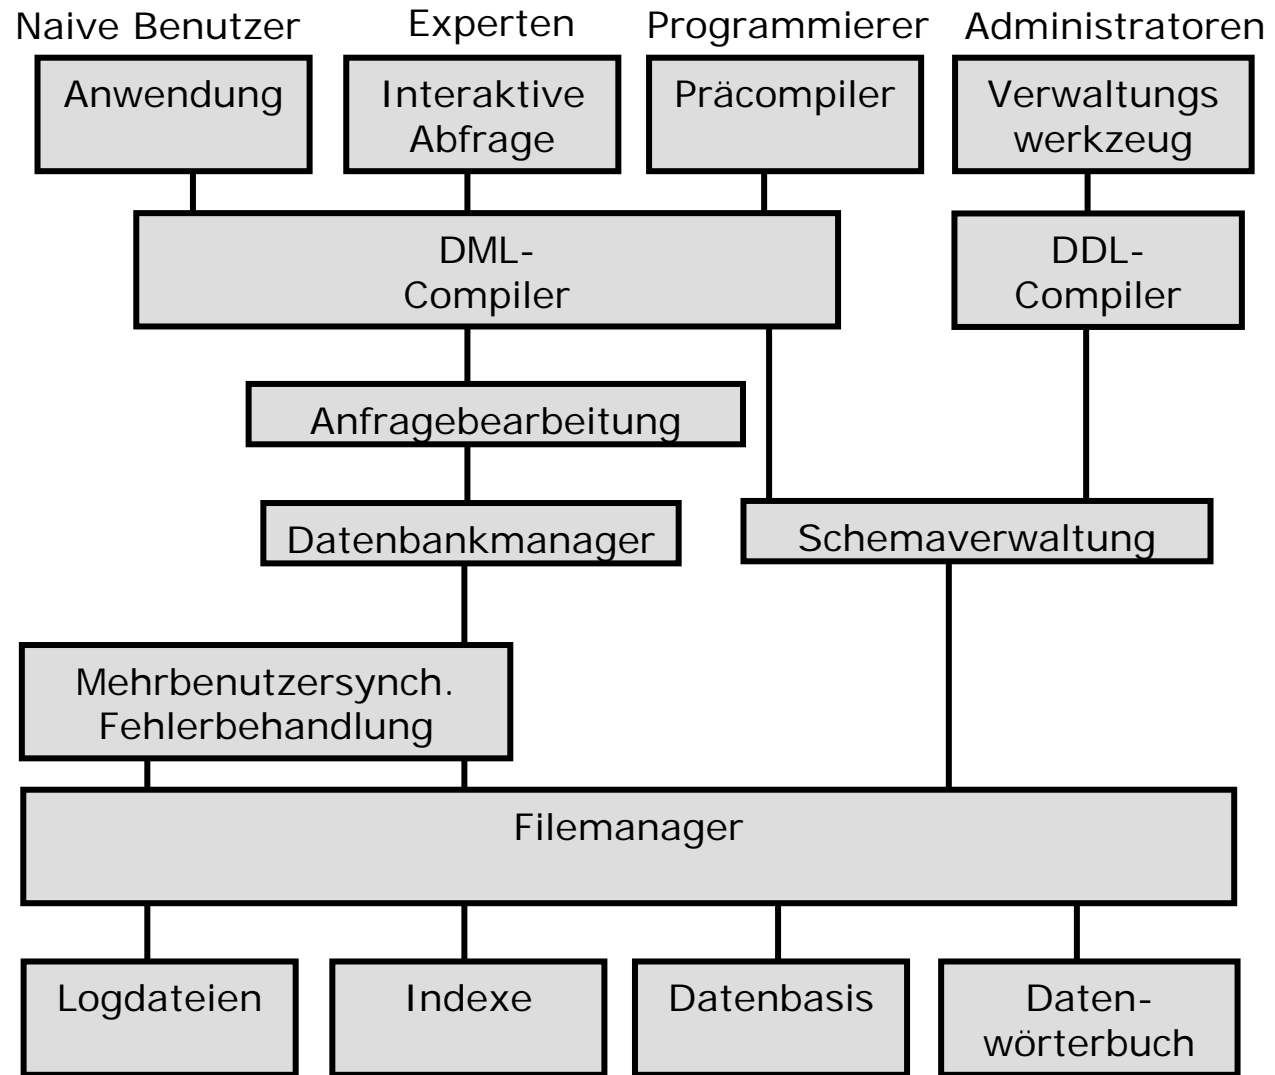 Naive Benutzer
Experten
Programmierer
Administratoren
Anwendung
Interaktive
Abfrage
Präcompiler
Verwaltungs
werkzeug
DML-
Compiler
DDL-
Compiler
Anfragebearbeitung
Datenbankmanager
Schemaverwaltung
Mehrbenutzersynch.
Fehlerbehandlung
Filemanager
Logdateien
Indexe
Datenbasis
Daten-
wörterbuch